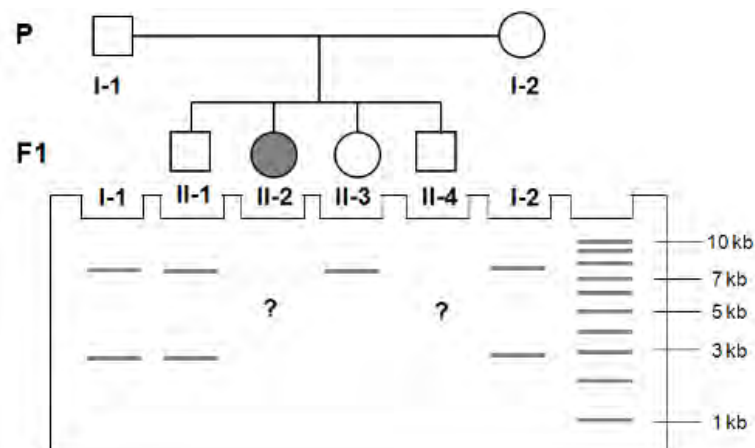 P
I-1 I-2
F1
I-1 II-1 II-2 II-3 II-4 I-2
10 kb
7 kb
? ?
5 kb
3 kb
1 kb